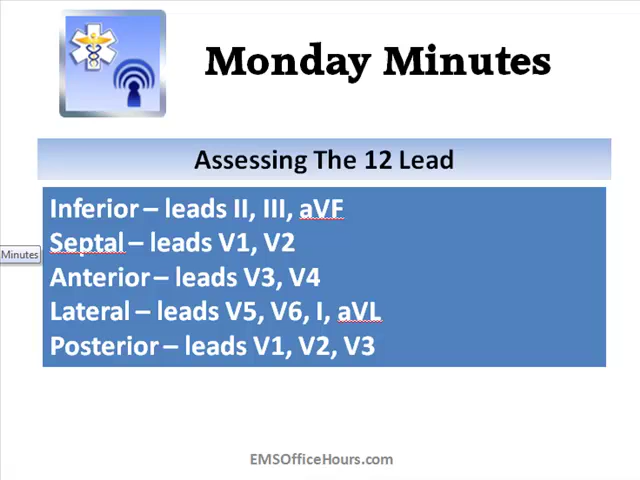 Monday Minutes
Assessing The 12 Lead
Inferior – leads II, III, aVF
Septal – leads V1, V2
Minutes
Anterior – leads V3, V4
Lateral – leads V5, V6, I, aVL
Posterior – leads V1, V2, V3
EMSOfficeHours.com